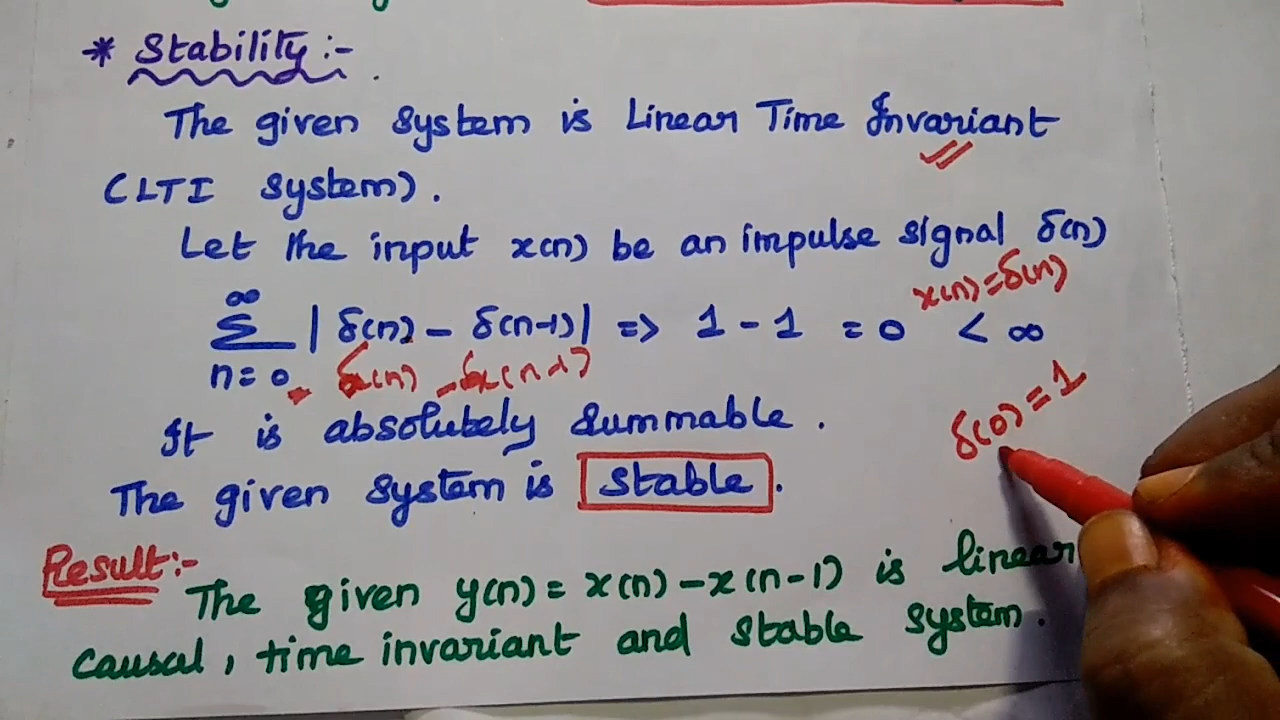 * Stability :-
The given system is Linear Time Invariant
(LTI system).
Let the input x(n) be an impulse signal δ(n)
x(n)=δ(n)
∞
Σ | δ(n) - δ(n-1)| => 1 - 1 = 0 < ∞
n=0
x(n) - x(n-1)
δ(0)=1
It is absolutely summable.
The given system is stable.
Result:-
The given y(n) = x(n) - x(n-1) is linear
causal, time invariant and stable system.